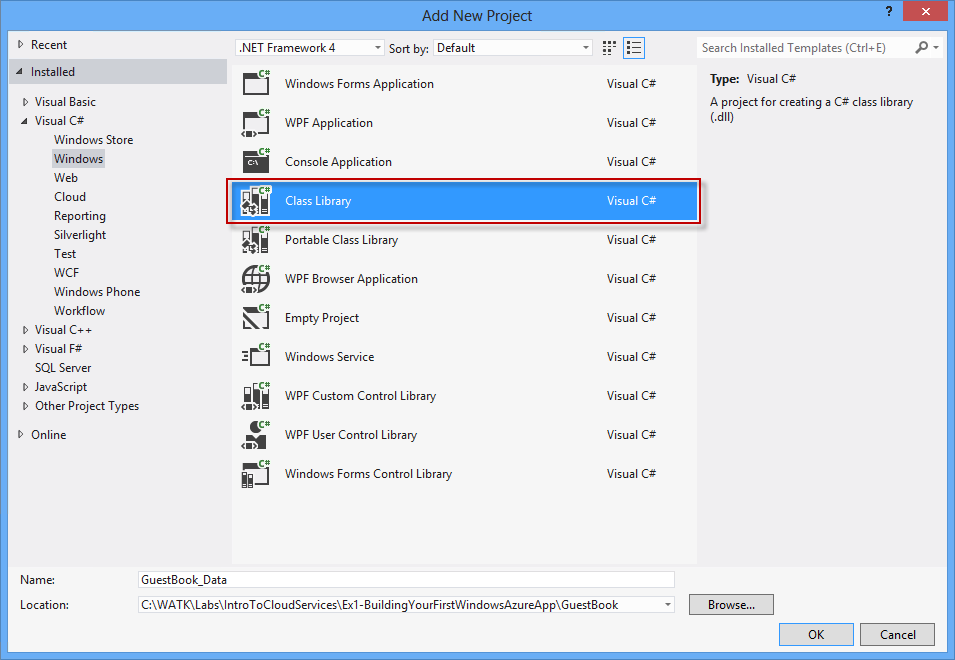 Add New Project
?
Recent
Installed
Visual Basic
Visual C#
Windows Store
Windows
Web
Cloud
Reporting
Silverlight
Test
WCF
Windows Phone
Workflow
Visual C++
Visual F#
SQL Server
JavaScript
Other Project Types
Online
.NET Framework 4
Sort by: Default
C# Windows Forms Application Visual C#
C# WPF Application Visual C#
C# C:\ Console Application Visual C#
C# Class Library Visual C#
C# Portable Class Library Visual C#
C# WPF Browser Application Visual C#
C# Empty Project Visual C#
C# Windows Service Visual C#
C# WPF Custom Control Library Visual C#
C# WPF User Control Library Visual C#
C# Windows Forms Control Library Visual C#
Search Installed Templates (Ctrl+E)
Type: Visual C#
A project for creating a C# class library
(.dll)
Name: GuestBook_Data
Location: C:\WATK\Labs\IntroToCloudServices\Ex1-BuildingYourFirstWindowsAzureApp\GuestBook
Browse...
OK
Cancel